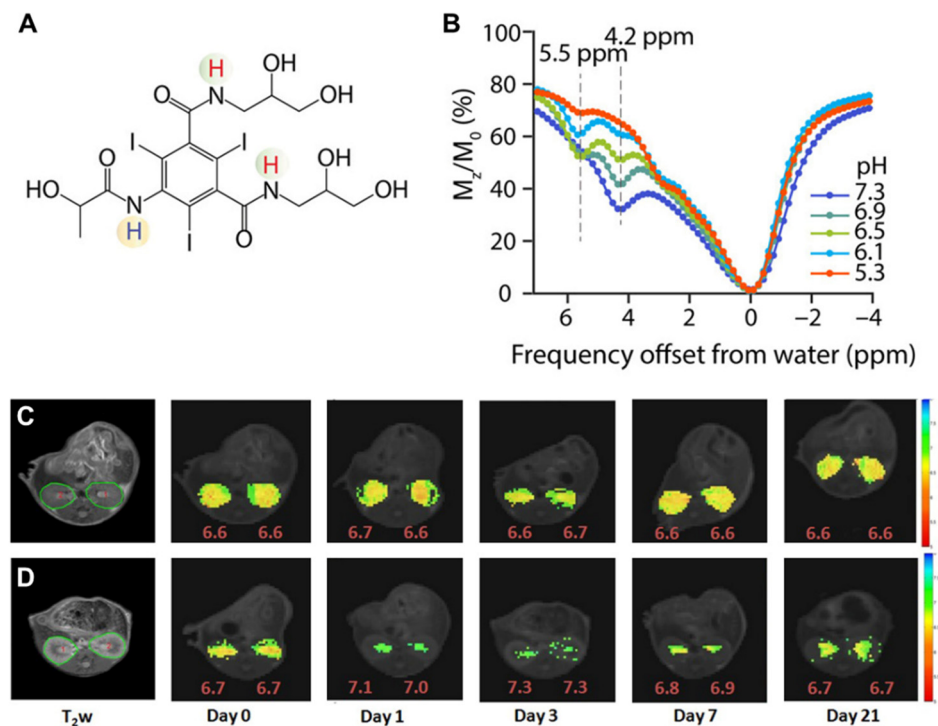 A
H
OH
O
N
OH
I
I
H
O
OH
HO
N
OH
N
H
I
O
B
100
80
60
40
20
0
M_z/M_0 (%)
5.5 ppm
4.2 ppm
pH
7.3
6.9
6.5
6.1
5.3
6 4 2 0 −2 −4
Frequency offset from water (ppm)
C
6.6 6.6
6.7 6.6
6.6 6.7
6.6 6.6
6.6 6.6
D
6.7 6.7
7.1 7.0
7.3 7.3
6.8 6.9
6.7 6.7
T₂w
Day 0
Day 1
Day 3
Day 7
Day 21